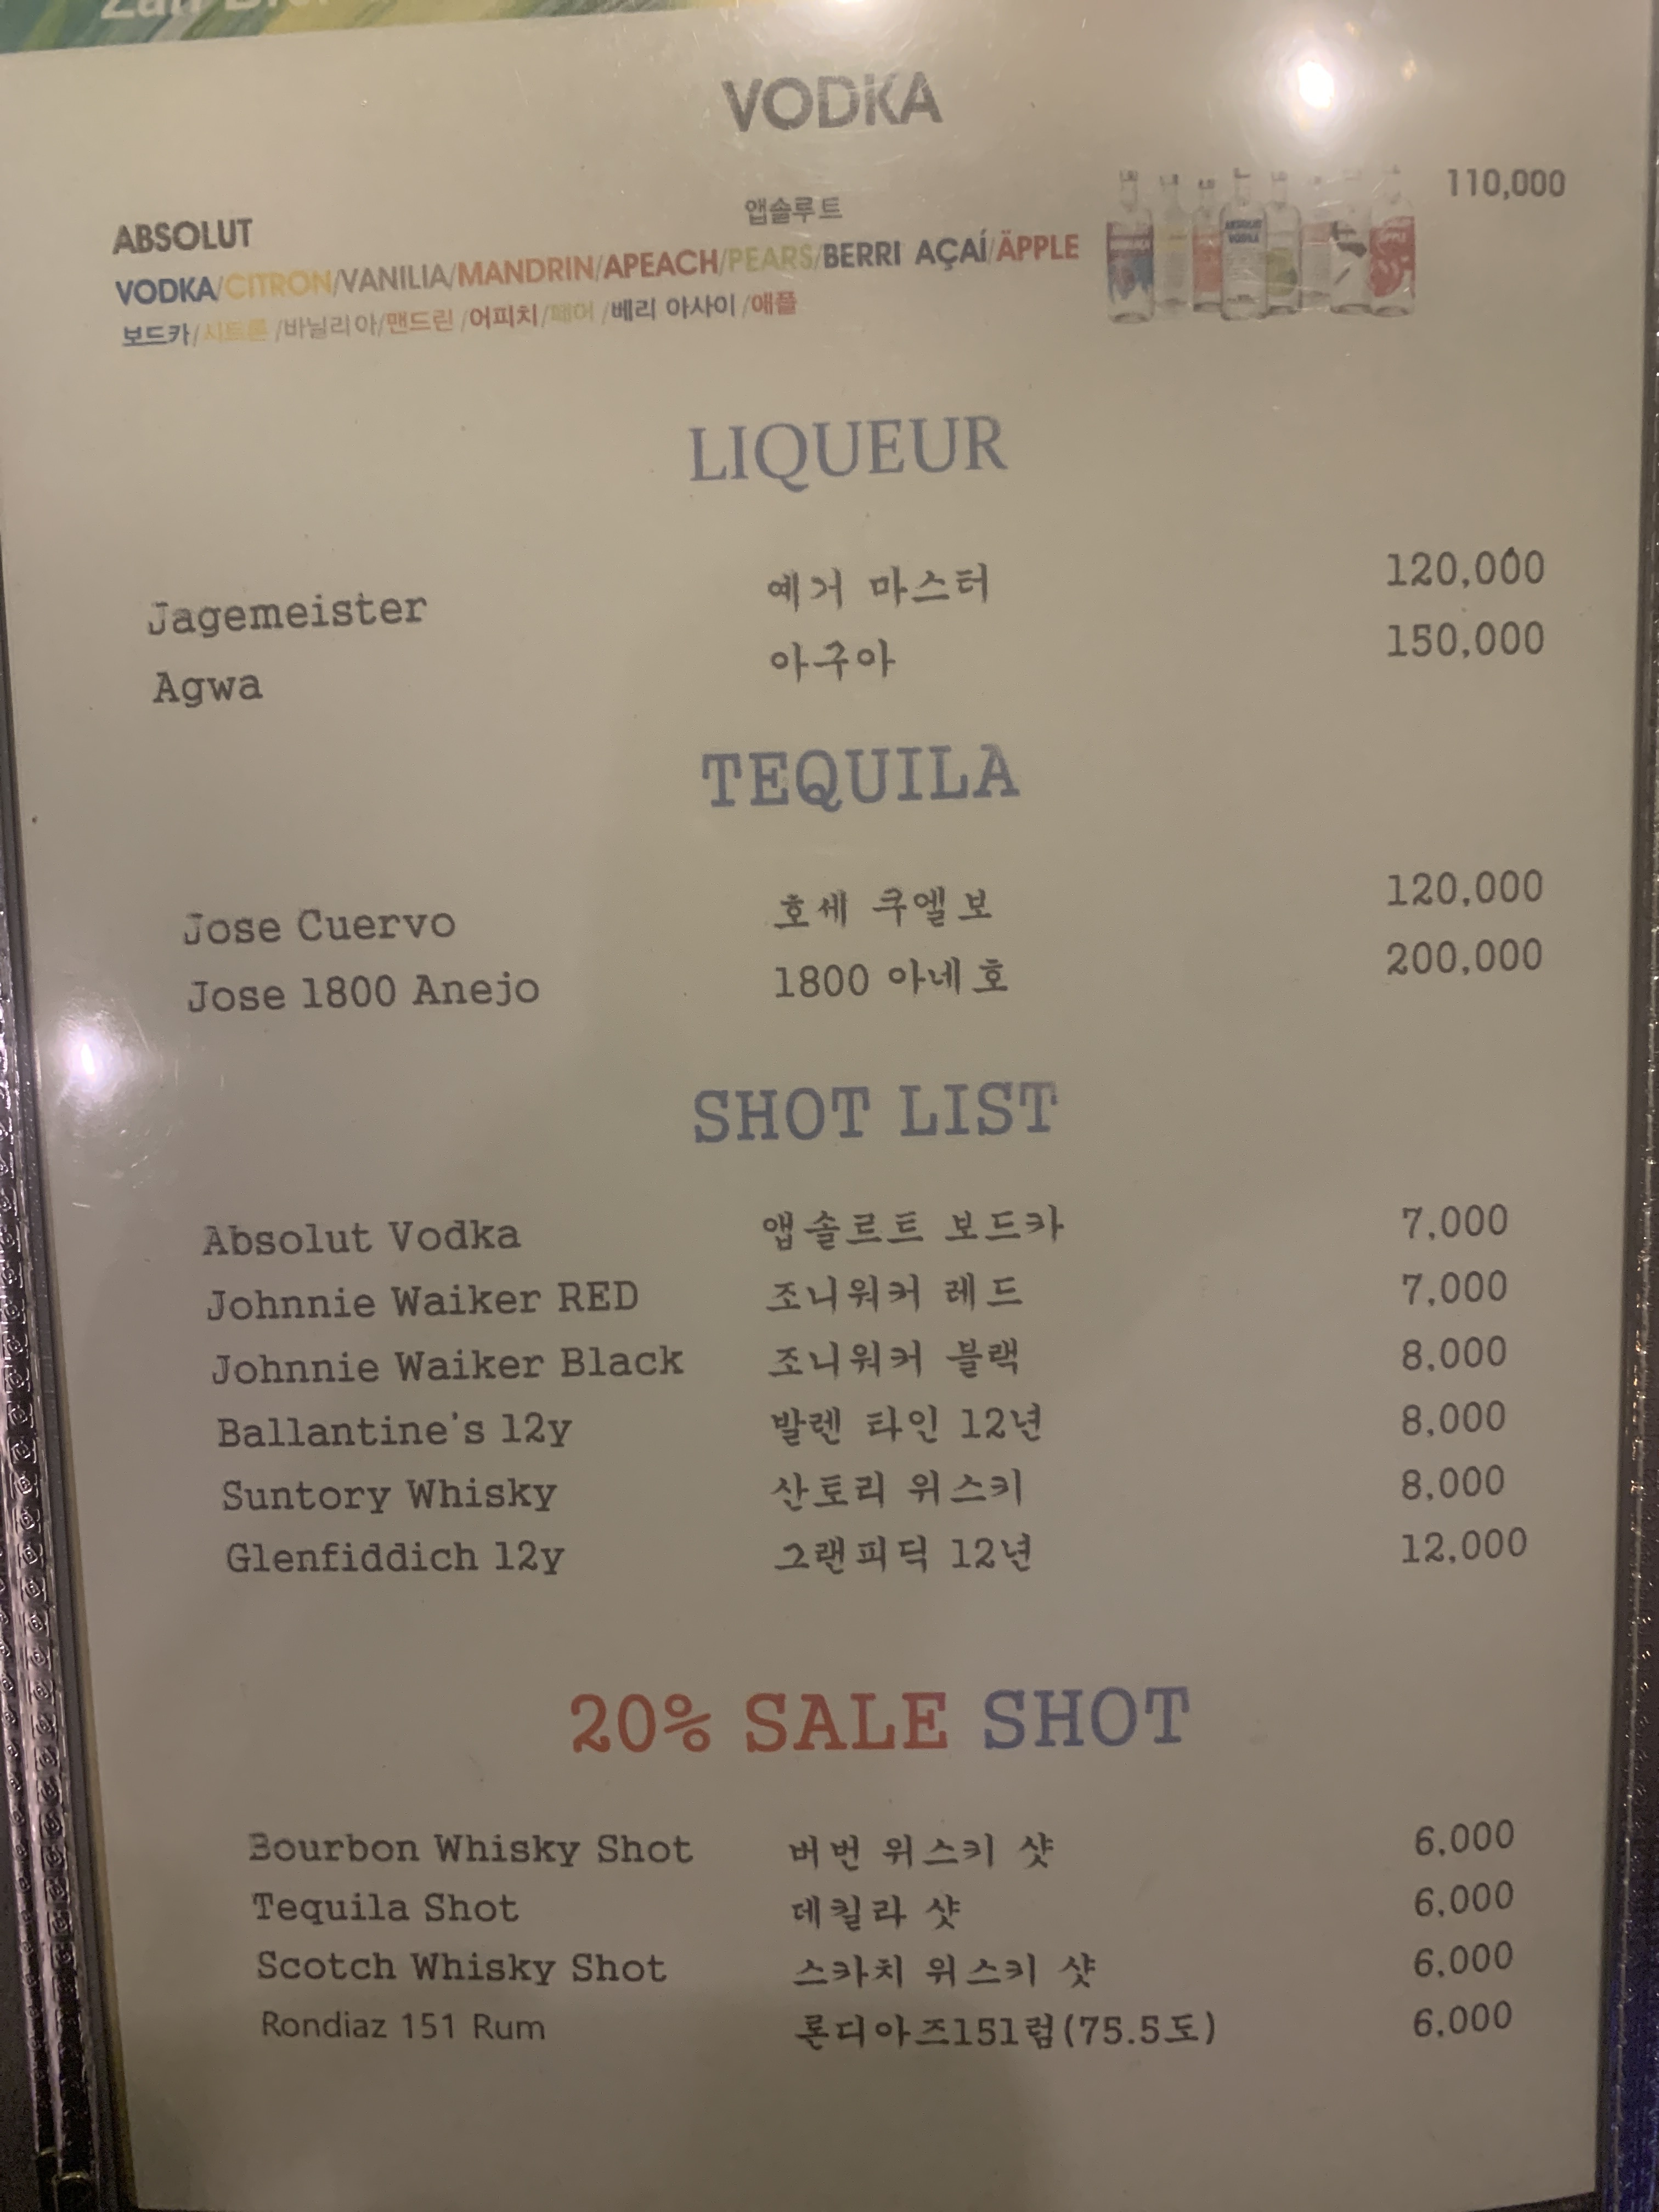 VODKA
ABSOLUT 앱솔루트 110,000
VODKA/CITRON/VANILIA/MANDRIN/APEACH/PEARS/BERRI AÇAÍ/ÄPPLE
보드카/시트론 /바닐리아/맨드린 /어피치/페어 /베리 아사이 /애플
LIQUEUR
Jagemeister 예거 마스터 120,000
Agwa 아구아 150,000
TEQUILA
Jose Cuervo 호세 쿠엘보 120,000
Jose 1800 Anejo 1800 아네호 200,000
SHOT LIST
Absolut Vodka 앱솔르트 보드카 7,000
Johnnie Waiker RED 조니워커 레드 7,000
Johnnie Waiker Black 조니워커 블랙 8,000
Ballantine's 12y 발렌 타인 12년 8,000
Suntory Whisky 산토리 위스키 8,000
Glenfiddich 12y 그랜피딕 12년 12,000
20% SALE SHOT
Bourbon Whisky Shot 버번 위스키 샷 6,000
Tequila Shot 데킬라 샷 6,000
Scotch Whisky Shot 스카치 위스키 샷 6,000
Rondiaz 151 Rum 론디아즈151럼(75.5도) 6,000